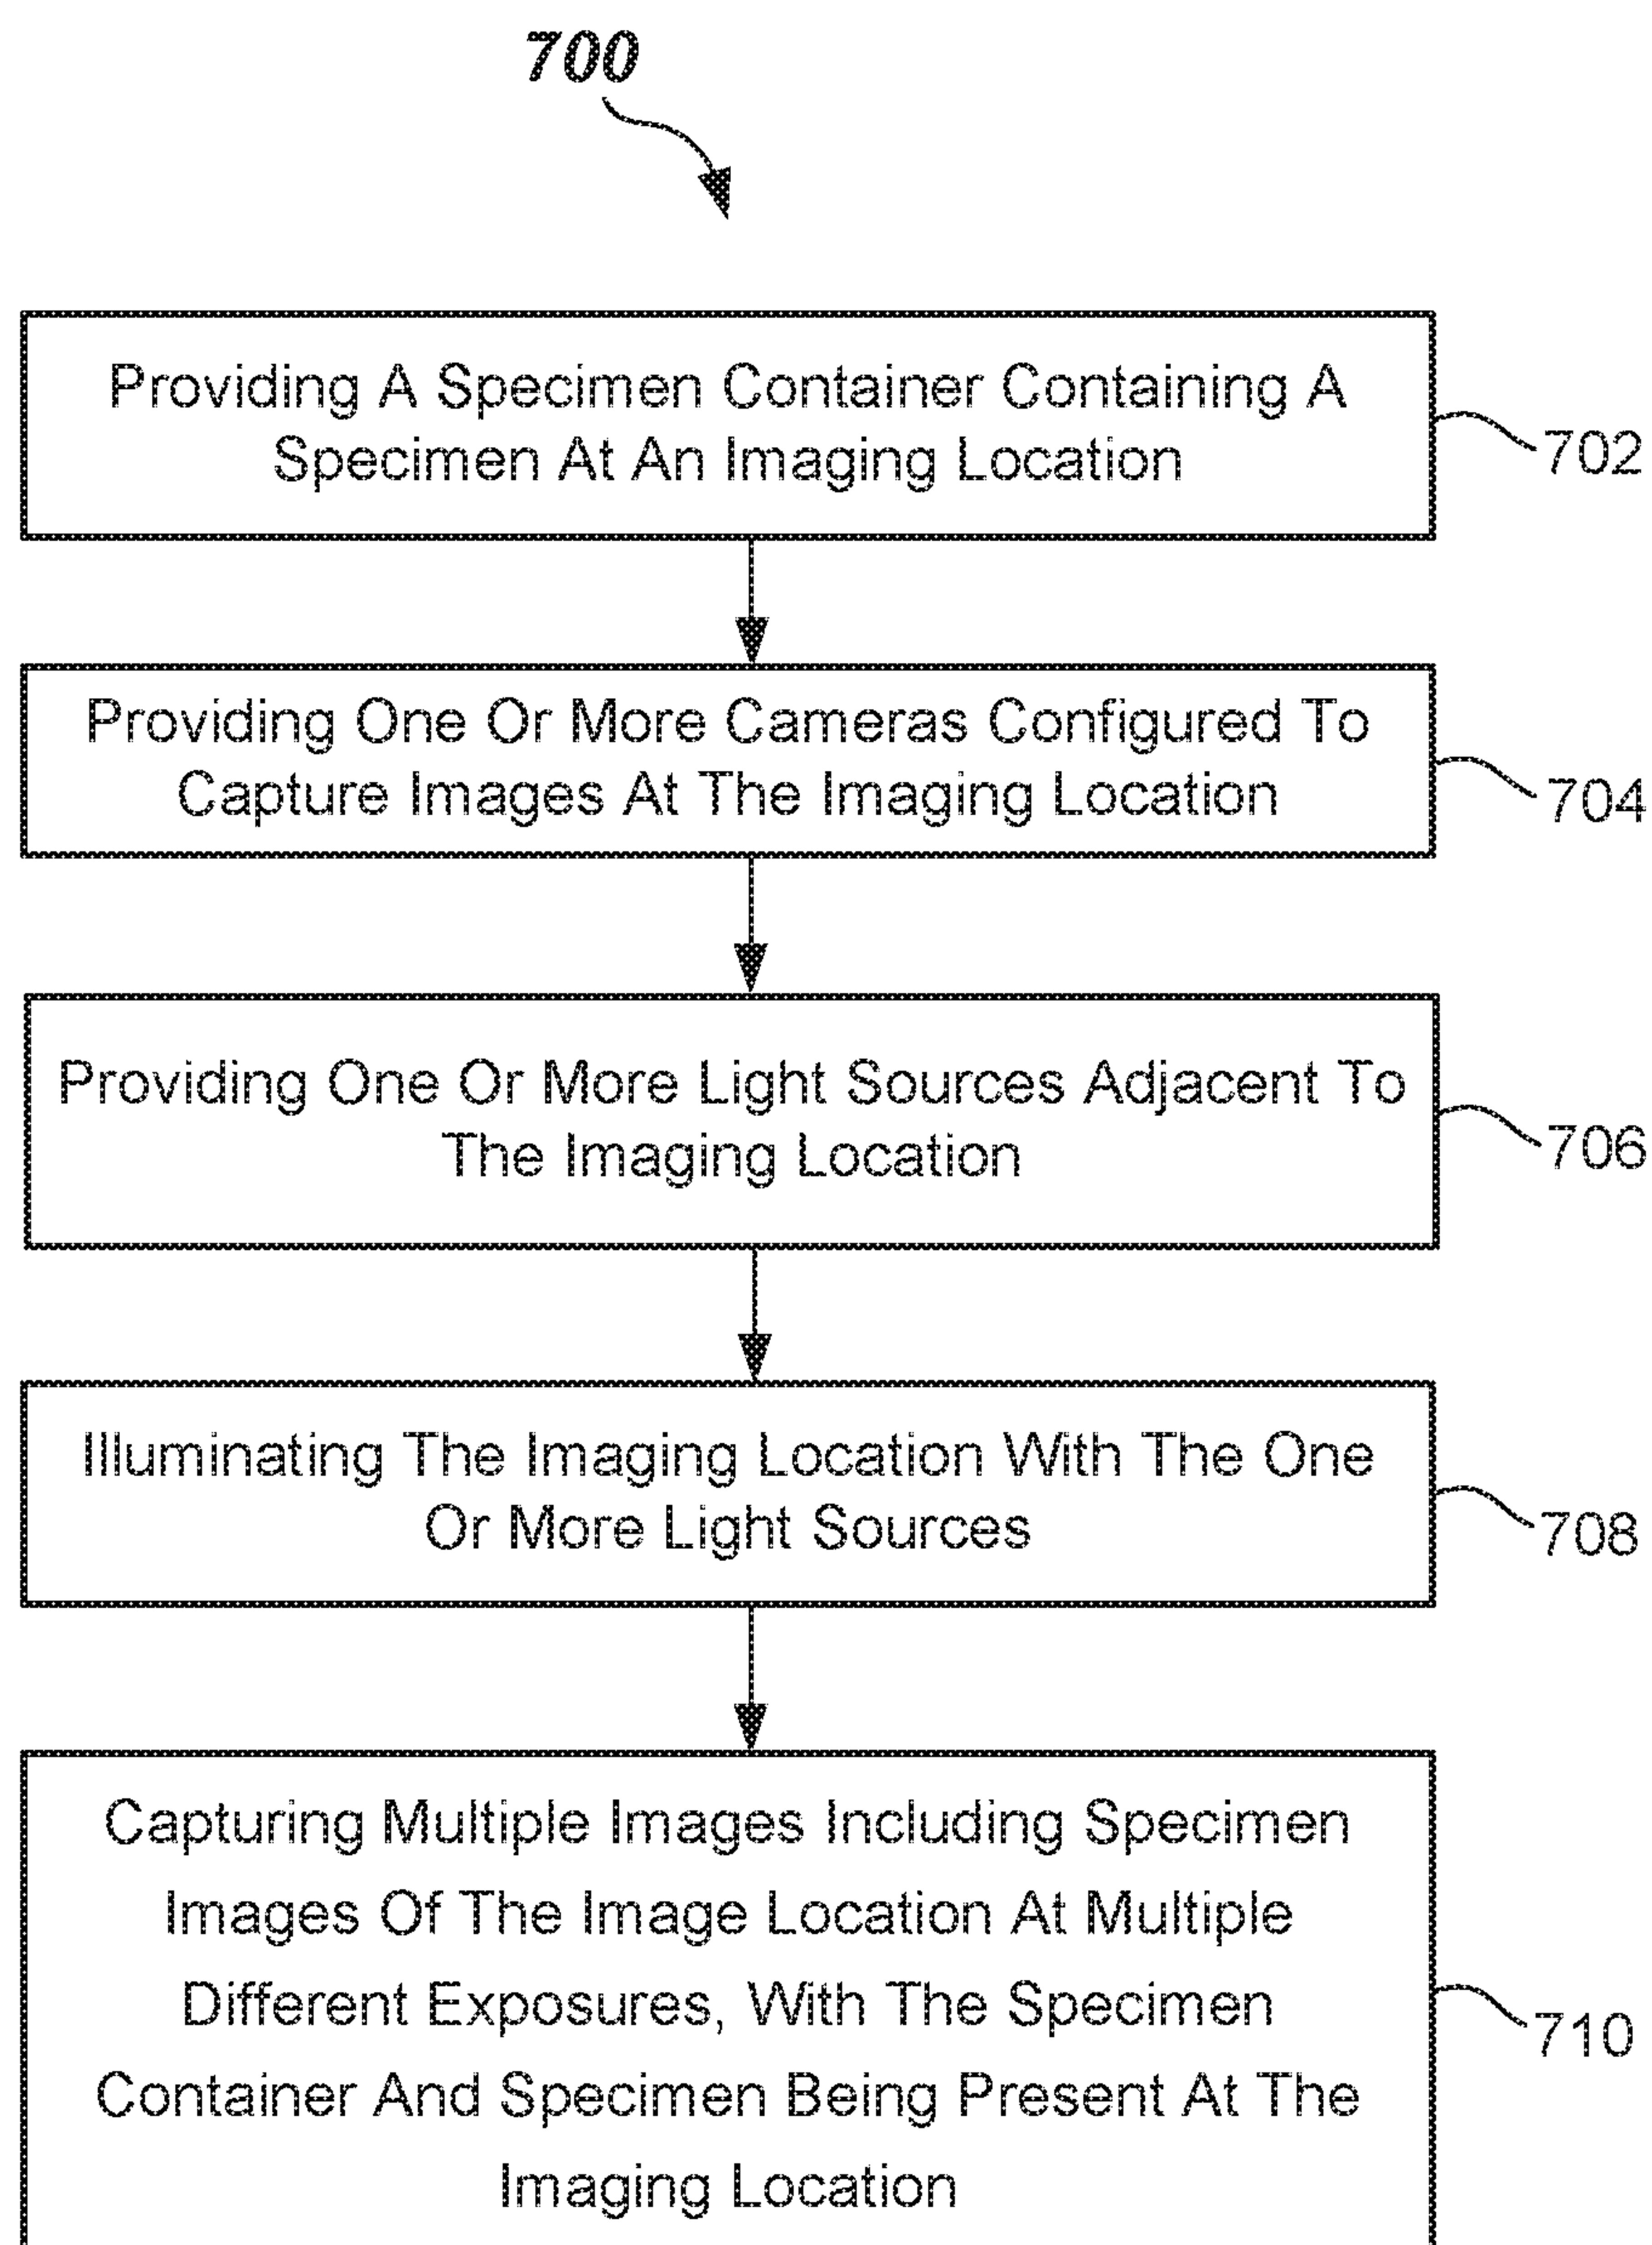 700
Providing A Specimen Container Containing A
Specimen At An Imaging Location
702
Providing One Or More Cameras Configured To
Capture Images At The Imaging Location
704
Providing One Or More Light Sources Adjacent To
The Imaging Location
706
Illuminating The Imaging Location With The One
Or More Light Sources
708
Capturing Multiple Images Including Specimen
Images Of The Image Location At Multiple
Different Exposures, With The Specimen
Container And Specimen Being Present At The
Imaging Location
710